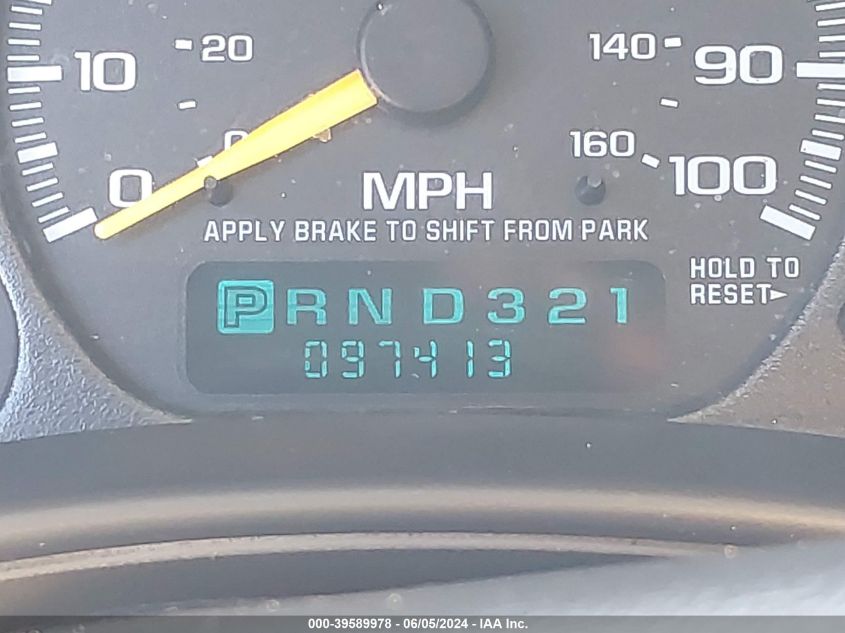 20 140
10 90
0 160
0 MPH 100
APPLY BRAKE TO SHIFT FROM PARK
HOLD TO
RESET►
P R N D 3 2 1
097413
000-39589978 - 06/05/2024 - IAA Inc.